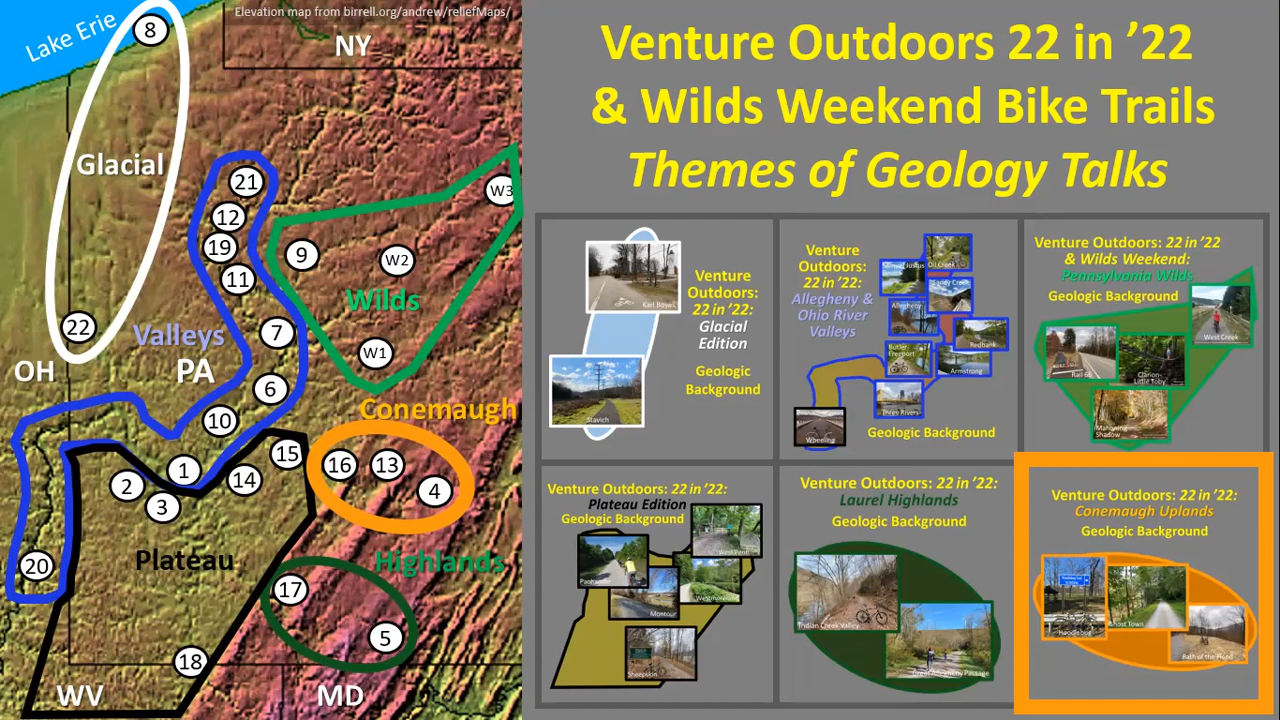 Elevation map from birrell.org/andrew/reliefMaps/
Lake Erie
8
NY
Glacial
21
W3
12
19
9
W2
11
Wilds
22
Valleys
7
W1
OH
PA
6
Conemaugh
10
15
16
13
1
14
4
2
3
Plateau
Highlands
20
17
5
18
WV
MD
Venture Outdoors 22 in ’22
& Wilds Weekend Bike Trails
Themes of Geology Talks
Karl Boyes
Stavich
Venture
Outdoors:
22 in ’22:
Glacial
Edition
Geologic
Background
Venture
Outdoors:
22 in ’22:
Allegheny &
Ohio River
Valleys
Oil Creek
Samuel Justus
Sandy Creek
Allegheny
Redbank
Butler-
Freeport
Armstrong
Three Rivers
Wheeling
Geologic Background
Venture Outdoors: 22 in ’22
& Wilds Weekend:
Pennsylvania Wilds
Geologic Background
West Creek
Rail 66
Clarion-
Little Toby
Mahoning
Shadow
Venture Outdoors: 22 in ’22:
Plateau Edition
Geologic Background
West Penn
Panhandle
Westmoreland
Montour
Sheepskin
Venture Outdoors: 22 in ’22:
Laurel Highlands
Geologic Background
Indian Creek Valley
Great Allegheny Passage
Venture Outdoors: 22 in ’22:
Conemaugh Uplands
Geologic Background
Hoodlebug
Ghost Town
Path of the Flood